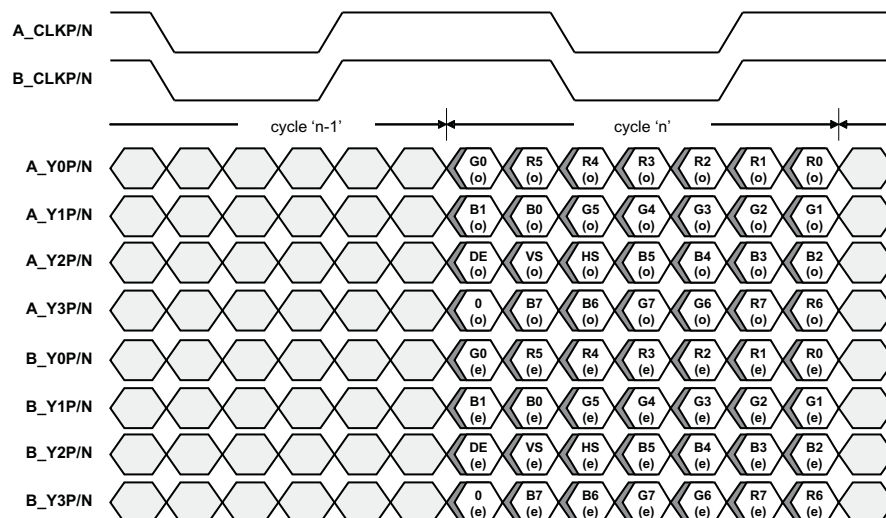 A_CLKP/N
B_CLKP/N
cycle ‘n-1’ cycle ‘n’
A_Y0P/N G0 (o) R5 (o) R4 (o) R3 (o) R2 (o) R1 (o) R0 (o)
A_Y1P/N B1 (o) B0 (o) G5 (o) G4 (o) G3 (o) G2 (o) G1 (o)
A_Y2P/N DE (o) VS (o) HS (o) B5 (o) B4 (o) B3 (o) B2 (o)
A_Y3P/N 0 (o) B7 (o) B6 (o) G7 (o) G6 (o) R7 (o) R6 (o)
B_Y0P/N G0 (e) R5 (e) R4 (e) R3 (e) R2 (e) R1 (e) R0 (e)
B_Y1P/N B1 (e) B0 (e) G5 (e) G4 (e) G3 (e) G2 (e) G1 (e)
B_Y2P/N DE (e) VS (e) HS (e) B5 (e) B4 (e) B3 (e) B2 (e)
B_Y3P/N 0 (e) B7 (e) B6 (e) G7 (e) G6 (e) R7 (e) R6 (e)